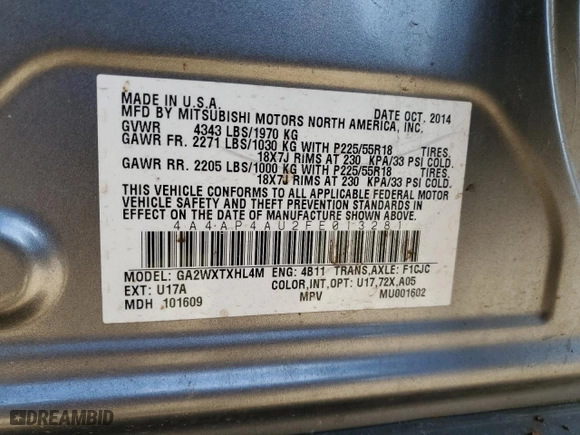 MADE IN U.S.A. DATE OCT. 2014
MFD BY MITSUBISHI MOTORS NORTH AMERICA, INC.
GVWR 4343 LBS/1970 KG
GAWR FR. 2271 LBS/1030 KG WITH P225/55R18 TIRES.
18X7J RIMS AT 230 KPA/33 PSI COLD.
GAWR RR. 2205 LBS/1000 KG WITH P225/55R18 TIRES.
18X7J RIMS AT 230 KPA/33 PSI COLD.
THIS VEHICLE CONFORMS TO ALL APPLICABLE FEDERAL MOTOR
VEHICLE SAFETY AND THEFT PREVENTION STANDARDS IN
EFFECT ON THE DATE OF MANUFACTURE SHOWN ABOVE.
4A4AP4AU2FE013281
MODEL: GA2WXTXHL4M ENG: 4B11 TRANS,AXLE: F1CJC
EXT: U17A COLOR,INT,OPT: U17,72X,A05
MDH 101609 MPV MU001602
DREAMBID